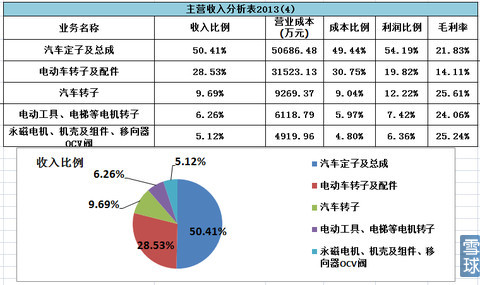 主营收入分析表2013(4)
业务名称 收入比例 营业成本(万元) 成本比例 利润比例 毛利率
汽车定子及总成 50.41% 50686.48 49.44% 54.19% 21.83%
电动车转子及配件 28.53% 31523.13 30.75% 19.82% 14.11%
汽车转子 9.69% 9269.37 9.04% 12.22% 25.61%
电动工具、电梯等电机转子 6.26% 6118.79 5.97% 7.42% 24.06%
永磁电机、机壳及组件、移向器OCV阀 5.12% 4919.96 4.80% 6.36% 25.24%
收入比例
5.12%
6.26%
9.69%
28.53%
50.41%
汽车定子及总成
电动车转子及配件
汽车转子
电动工具、电梯等电机转子
永磁电机、机壳及组件、移
向器OCV阀
雪球